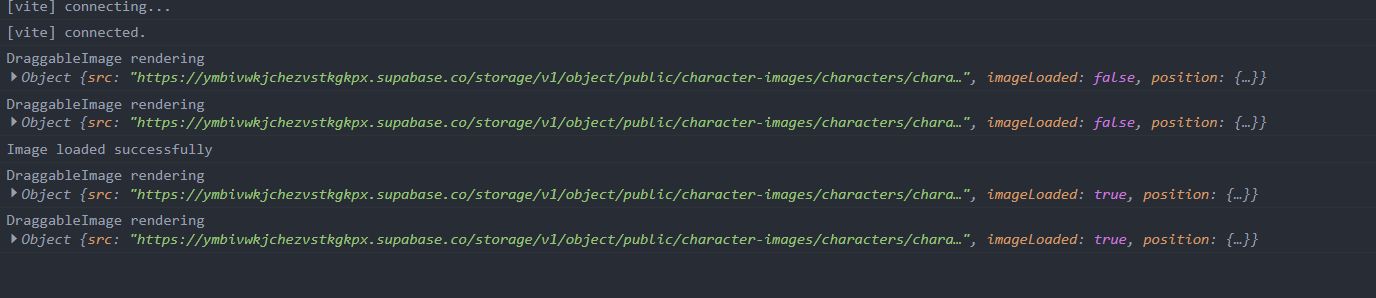 [vite] connecting...
[vite] connected.
DraggableImage rendering
Object {src: "https://ymbivwkjchezvstkgkpx.supabase.co/storage/v1/object/public/character-images/characters/chara…", imageLoaded: false, position: {…}}
DraggableImage rendering
Object {src: "https://ymbivwkjchezvstkgkpx.supabase.co/storage/v1/object/public/character-images/characters/chara…", imageLoaded: false, position: {…}}
Image loaded successfully
DraggableImage rendering
Object {src: "https://ymbivwkjchezvstkgkpx.supabase.co/storage/v1/object/public/character-images/characters/chara…", imageLoaded: true, position: {…}}
DraggableImage rendering
Object {src: "https://ymbivwkjchezvstkgkpx.supabase.co/storage/v1/object/public/character-images/characters/chara…", imageLoaded: true, position: {…}}